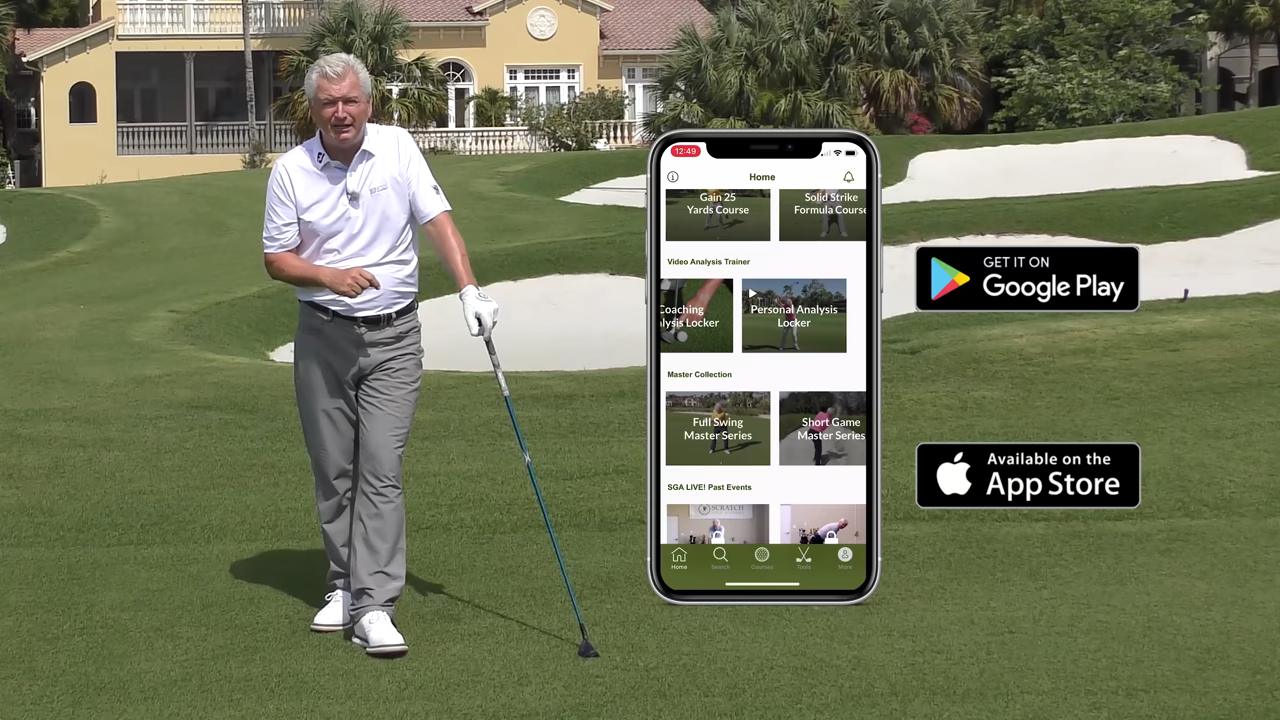 12:49
Home
Gain 25
Yards Course
Solid Strike
Formula Course
Video Analysis Trainer
Coaching
lysis Locker
Personal Analysis
Locker
Master Collection
Full Swing
Master Series
Short Game
Master Series
SGA LIVE! Past Events
SCRATCH
Home
Search
Courses
Tools
More
GET IT ON
Google Play
Available on the
App Store